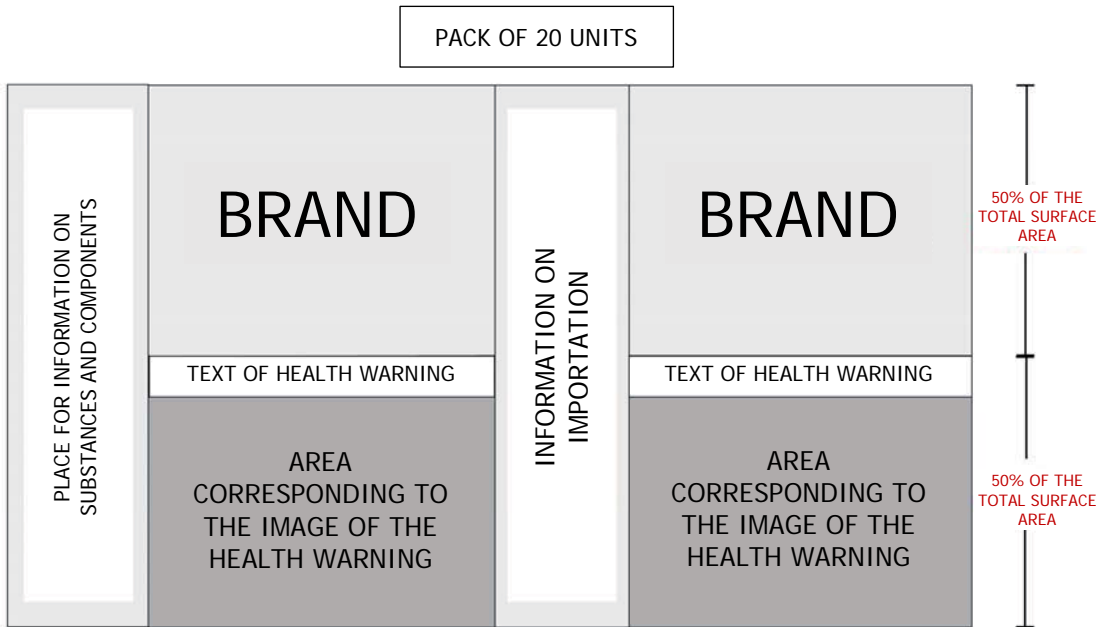 PACK OF 20 UNITS
PLACE FOR INFORMATION ON
SUBSTANCES AND COMPONENTS
BRAND
TEXT OF HEALTH WARNING
AREA
CORRESPONDING TO
THE IMAGE OF THE
HEALTH WARNING
INFORMATION ON
IMPORTATION
BRAND
TEXT OF HEALTH WARNING
AREA
CORRESPONDING TO
THE IMAGE OF THE
HEALTH WARNING
50% OF THE
TOTAL SURFACE
AREA
50% OF THE
TOTAL SURFACE
AREA